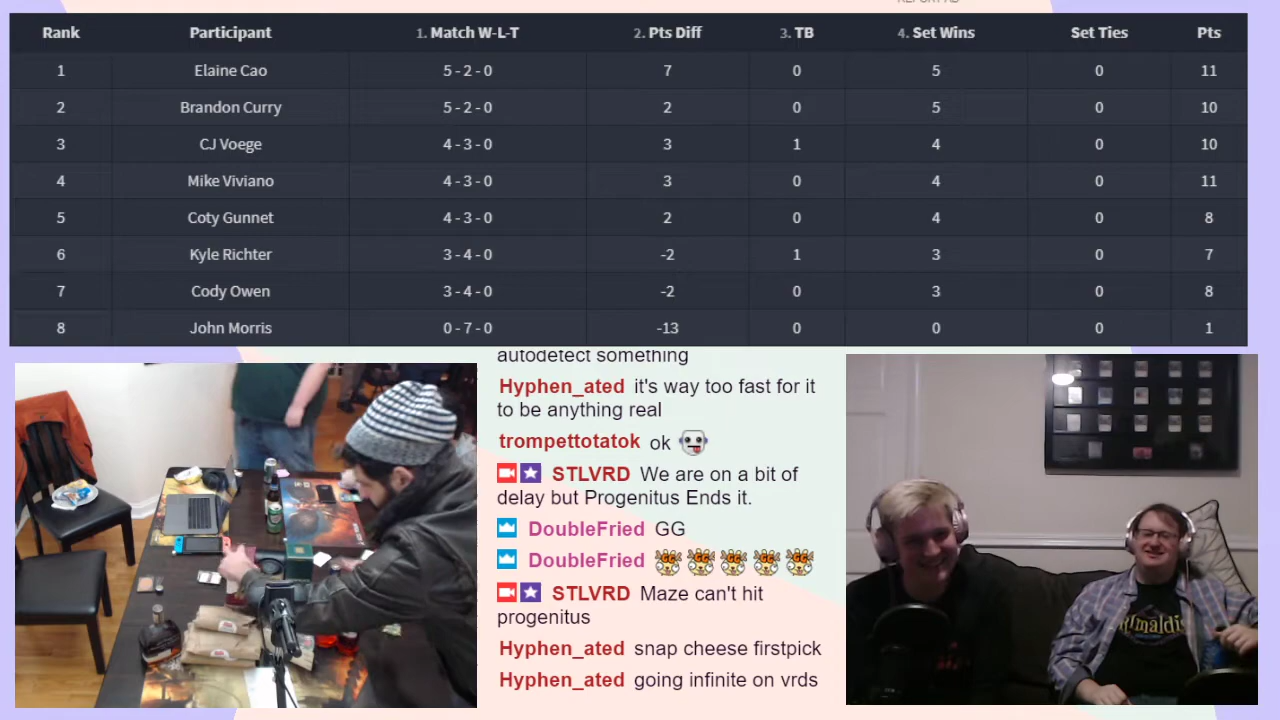 Rank Participant 1. Match W-L-T 2. Pts Diff 3. TB 4. Set Wins Set Ties Pts
1 Elaine Cao 5 - 2 - 0 7 0 5 0 11
2 Brandon Curry 5 - 2 - 0 2 0 5 0 10
3 CJ Voege 4 - 3 - 0 3 1 4 0 10
4 Mike Viviano 4 - 3 - 0 3 0 4 0 11
5 Coty Gunnet 4 - 3 - 0 2 0 4 0 8
6 Kyle Richter 3 - 4 - 0 -2 1 3 0 7
7 Cody Owen 3 - 4 - 0 -2 0 3 0 8
8 John Morris 0 - 7 - 0 -13 0 0 0 1
autodetect something
Hyphen_ated it's way too fast for it
to be anything real
trompettotatok ok
STLVRD We are on a bit of
delay but Progenitus Ends it.
DoubleFried GG
DoubleFried GG GG GG GG GG
STLVRD Maze can't hit
progenitus
Hyphen_ated snap cheese firstpick
Hyphen_ated going infinite on vrds